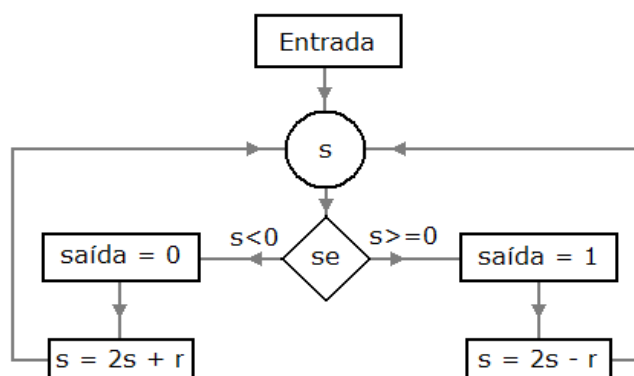 Entrada
s
s<0
s>=0
saída = 0
se
saída = 1
s = 2s + r
s = 2s - r